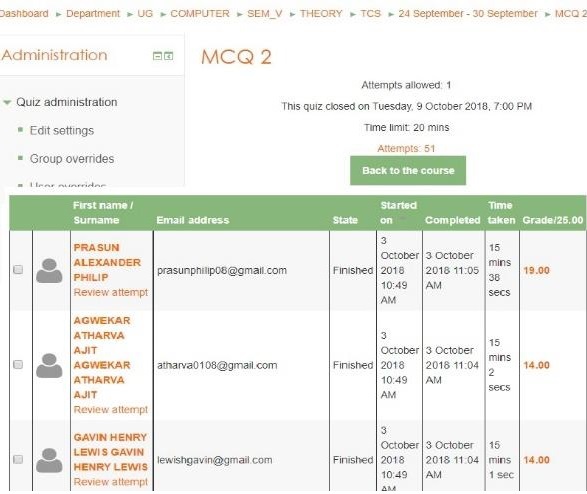 Dashboard ► Department ► UG ► COMPUTER ► SEM_V ► THEORY ► TCS ► 24 September - 30 September ► MCQ 2
Administration
MCQ 2
Attempts allowed: 1
Quiz administration
This quiz closed on Tuesday, 9 October 2018, 7:00 PM
Edit settings
Time limit: 20 mins
Group overrides
Attempts: 51
User overrides
Back to the course
First name / Surname Email address State Started on Completed Time taken Grade/25.00
PRASUN
ALEXANDER
PHILIP
Review attempt
prasunphilip08@gmail.com
Finished
3
October
2018
10:49
AM
3 October
2018 11:05
AM
15
mins
38
secs
19.00
AGWEKAR
ATHARVA
AJIT
AGWEKAR
ATHARVA
AJIT
Review attempt
atharva0108@gmail.com
Finished
3
October
2018
10:49
AM
3 October
2018 11:04
AM
15
mins
2
secs
14.00
GAVIN HENRY
LEWIS GAVIN
HENRY LEWIS
Review attempt
lewishgavin@gmail.com
Finished
3
October
2018
10:49
AM
3 October
2018 11:04
AM
15
mins
1 sec
14.00